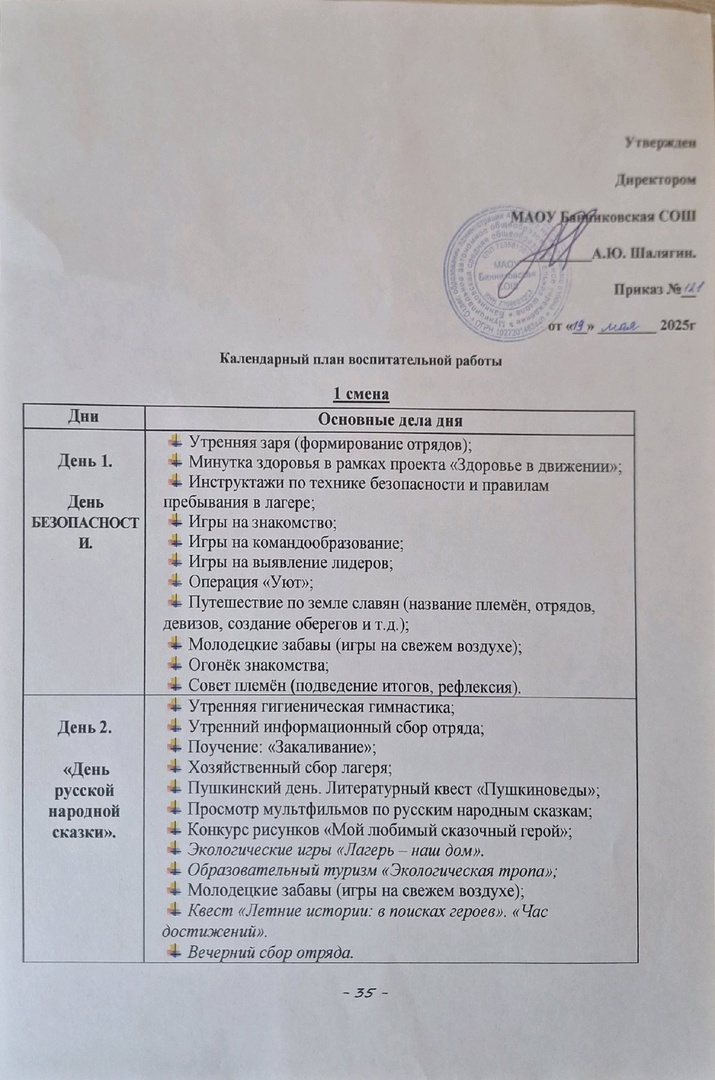 Утвержден
Директором
МАОУ Банниковская СОШ
А.Ю. Шалягин.
Приказ № 121
от «19» мая 2025г
МАОУ
Банниковская
СОШ
Календарный план воспитательной работы
1 смена
Дни
Основные дела дня
День 1.
День
БЕЗОПАСНОСТ
И.
Утренняя заря (формирование отрядов);
Минутка здоровья в рамках проекта «Здоровье в движении»;
Инструктажи по технике безопасности и правилам
пребывания в лагере;
Игры на знакомство;
Игры на командообразование;
Игры на выявление лидеров;
Операция «Уют»;
Путешествие по земле славян (название племён, отрядов,
девизов, создание оберегов и т.д.);
Молодецкие забавы (игры на свежем воздухе);
Огонёк знакомства;
Совет племён (подведение итогов, рефлексия).
День 2.
«День
русской
народной
сказки».
Утренняя гигиеническая гимнастика;
Утренний информационный сбор отряда;
Поучение: «Закаливание»;
Хозяйственный сбор лагеря;
Пушкинский день. Литературный квест «Пушкиноведы»;
Просмотр мультфильмов по русским народным сказкам;
Конкурс рисунков «Мой любимый сказочный герой»;
Экологические игры «Лагерь – наш дом».
Образовательный туризм «Экологическая тропа»;
Молодецкие забавы (игры на свежем воздухе);
Квест «Летние истории: в поисках героев». «Час
достижений».
Вечерний сбор отряда.
- 35 -